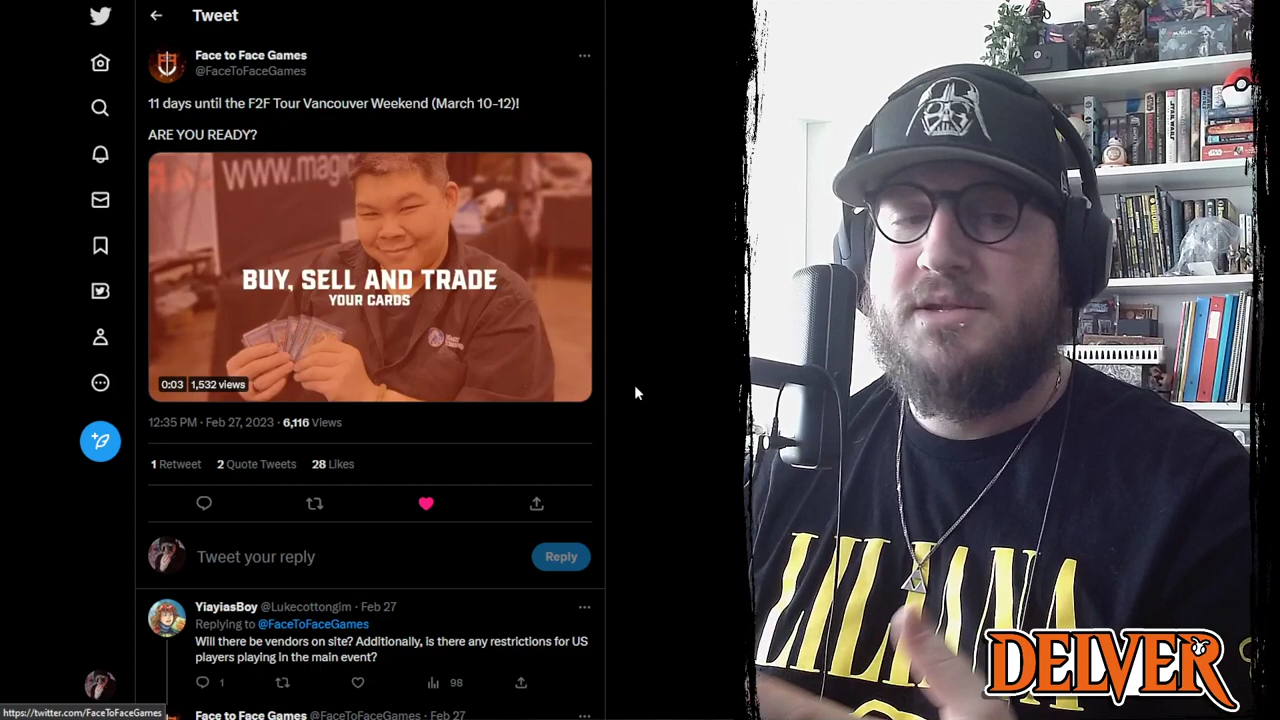 Tweet
Face to Face Games
@FaceToFaceGames
11 days until the F2F Tour Vancouver Weekend (March 10-12)!
ARE YOU READY?
WWW.magic
BUY, SELL AND TRADE
YOUR CARDS
0:03 1,532 views
12:35 PM · Feb 27, 2023 · 6,116 Views
1 Retweet 2 Quote Tweets 28 Likes
Tweet your reply
Reply
YiayiasBoy @Lukecottongim · Feb 27
Replying to @FaceToFaceGames
Will there be vendors on site? Additionally, is there any restrictions for US
players playing in the main event?
1 98
Face to Face Games @FaceToFaceGames · Feb 27
https://twitter.com/FaceToFaceGames
MAGIC
STAR WARS
LILIANA
DELVER